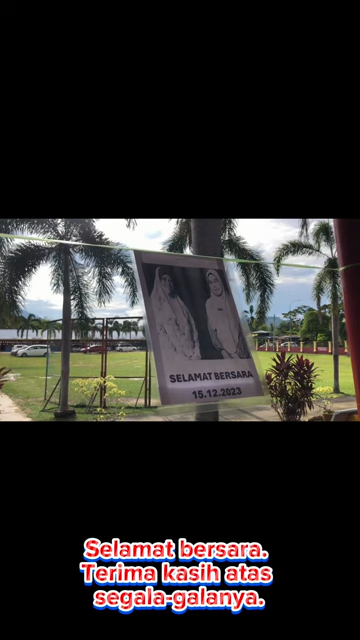 SELAMAT BERSARA
15.12.2023
Selamat bersara.
Terima kasih atas
segala-galanya.